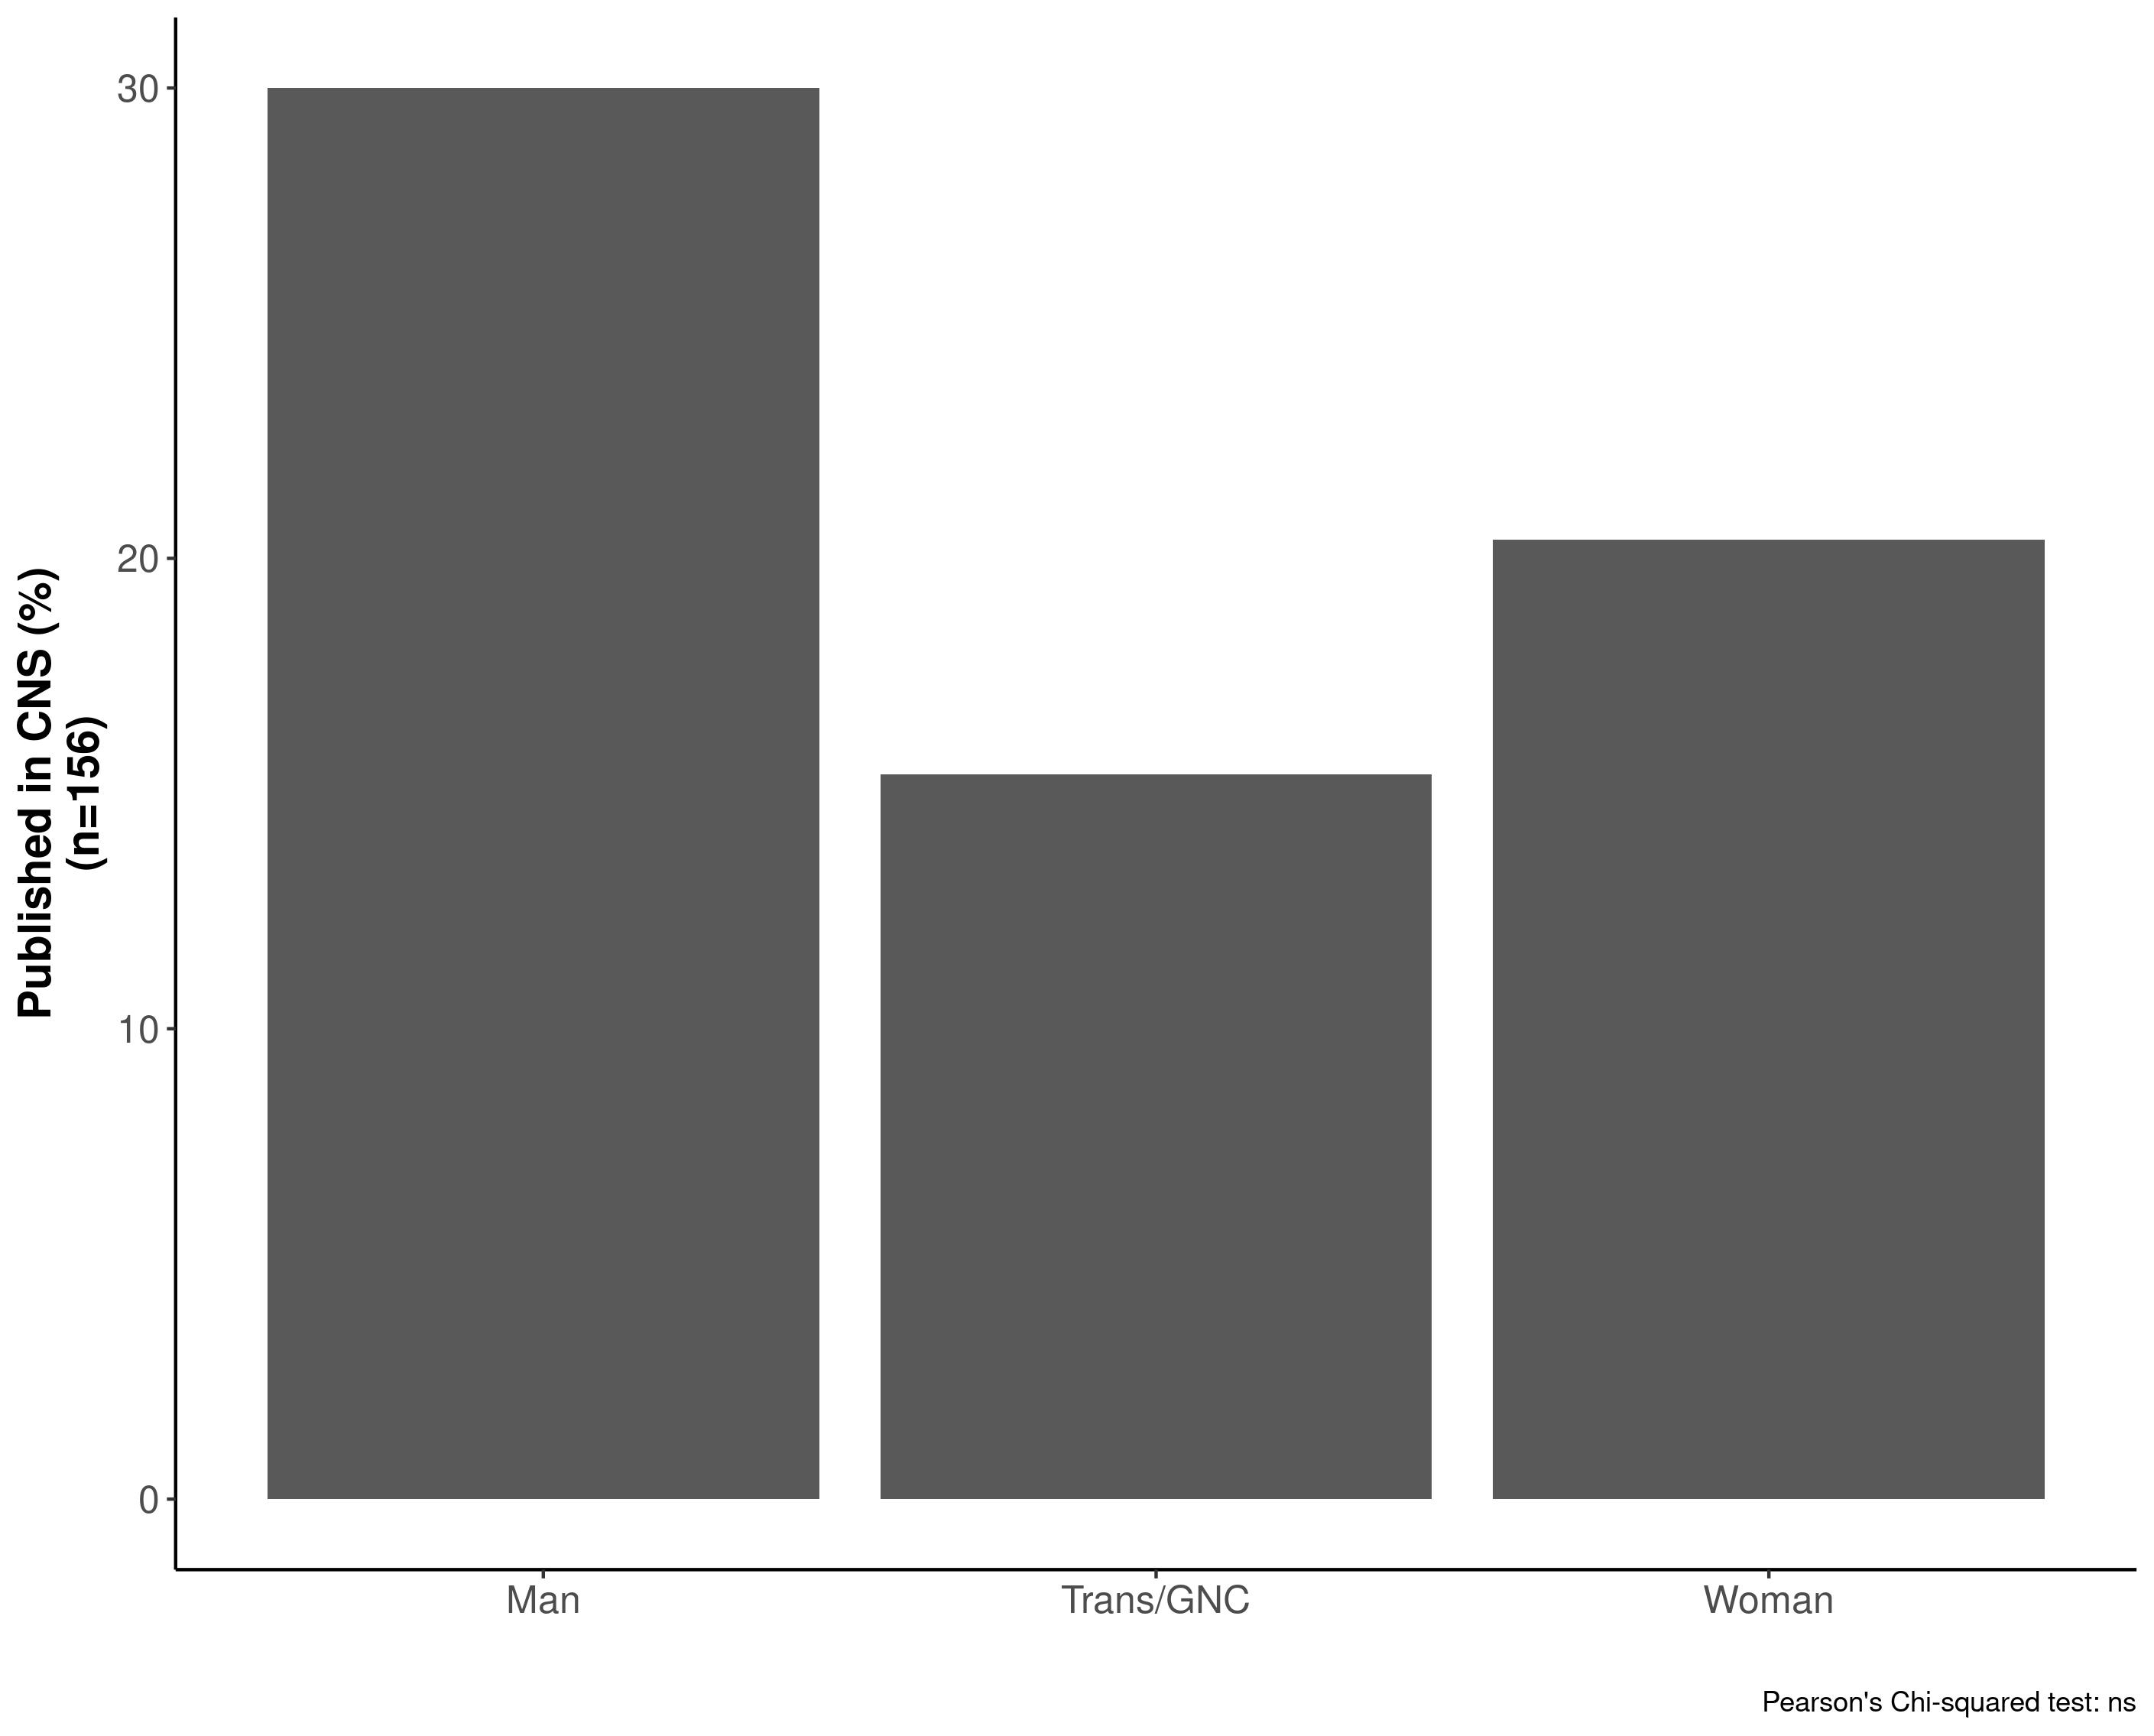 Published in CNS (%)
(n=156)
30
20
10
0
Man
Trans/GNC
Woman
Pearson's Chi-squared test: ns